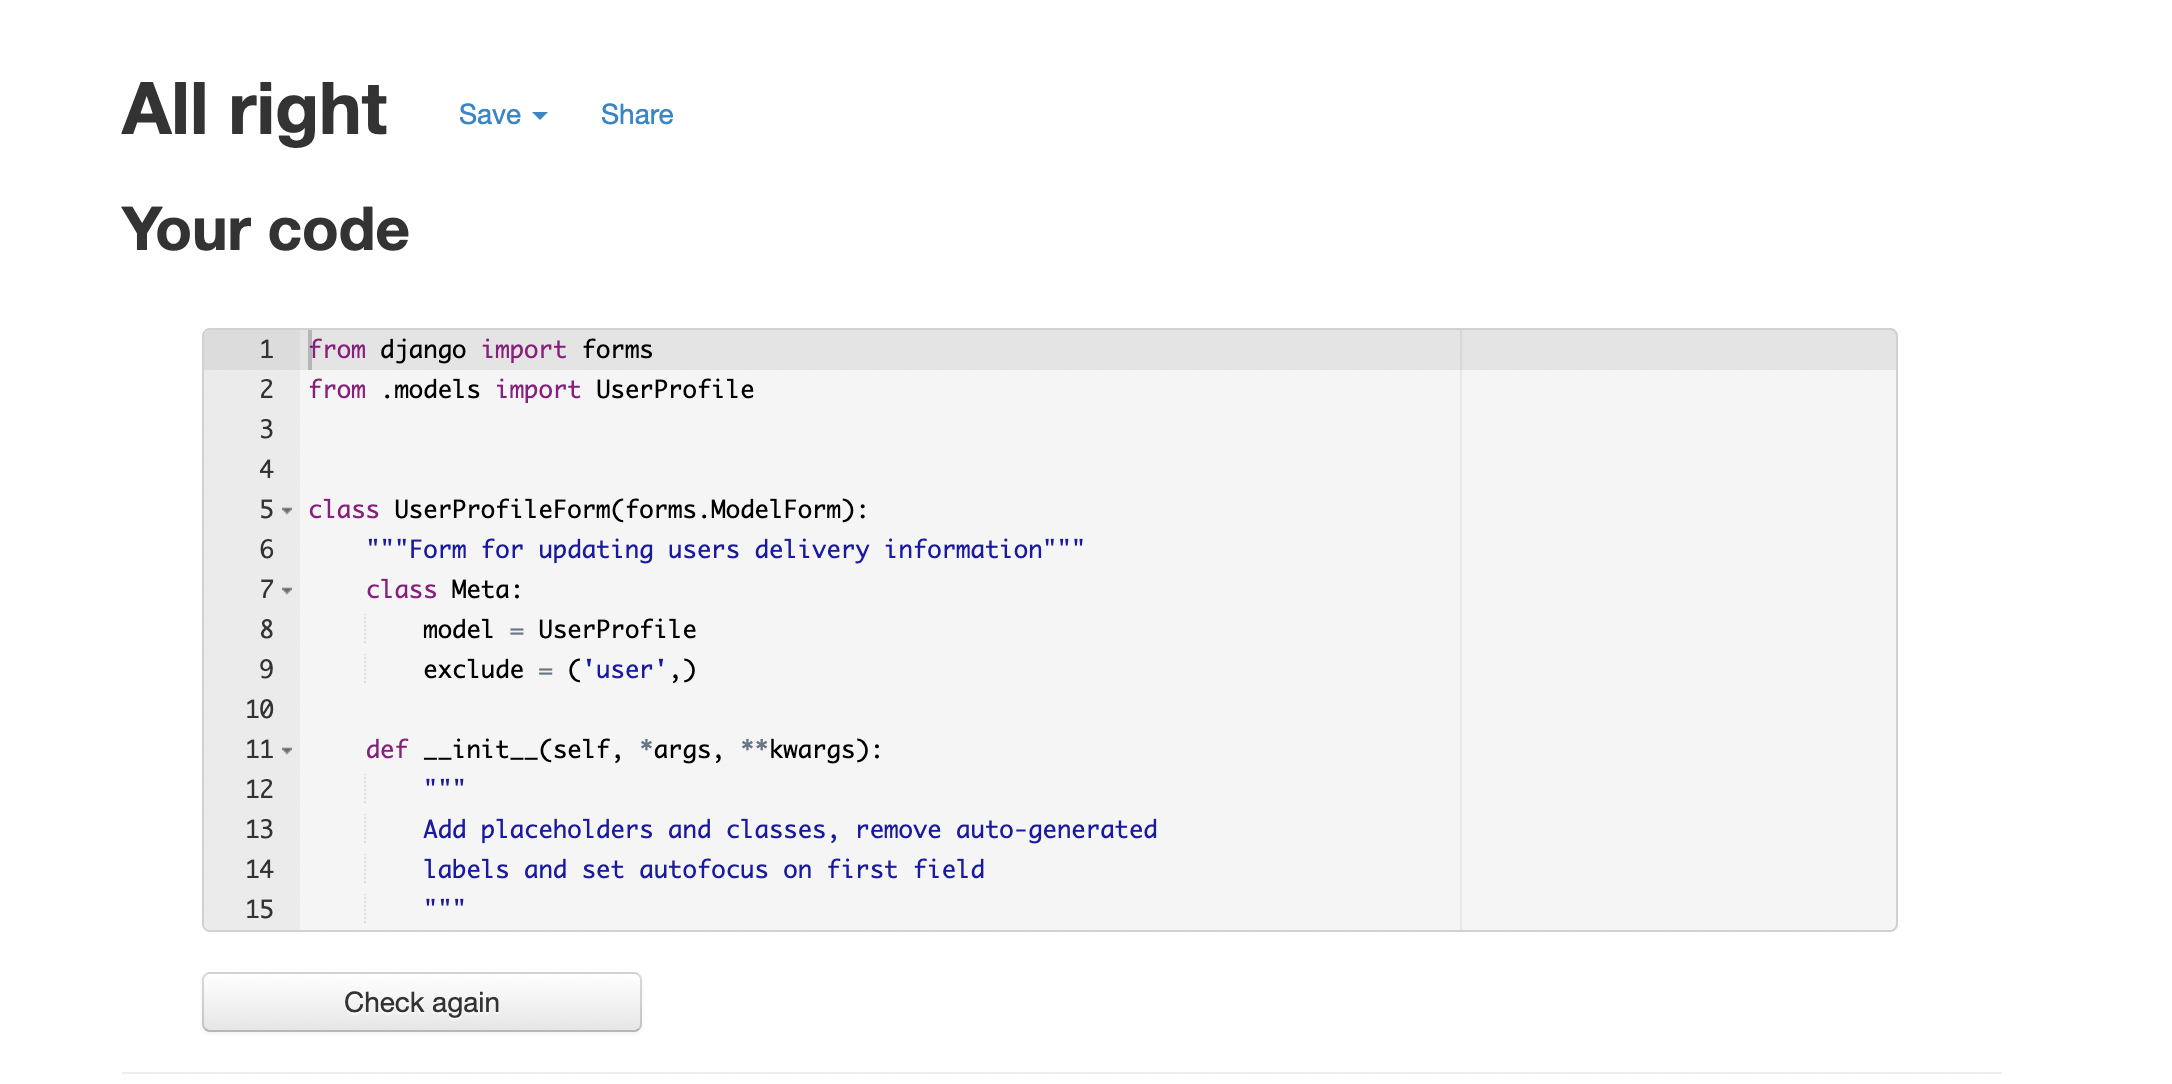 All right Save Share
Your code
1 from django import forms
2 from .models import UserProfile
3
4
5 class UserProfileForm(forms.ModelForm):
6     """Form for updating users delivery information"""
7     class Meta:
8         model = UserProfile
9         exclude = ('user',)
10
11     def __init__(self, *args, **kwargs):
12         """
13         Add placeholders and classes, remove auto-generated
14         labels and set autofocus on first field
15         """
Check again